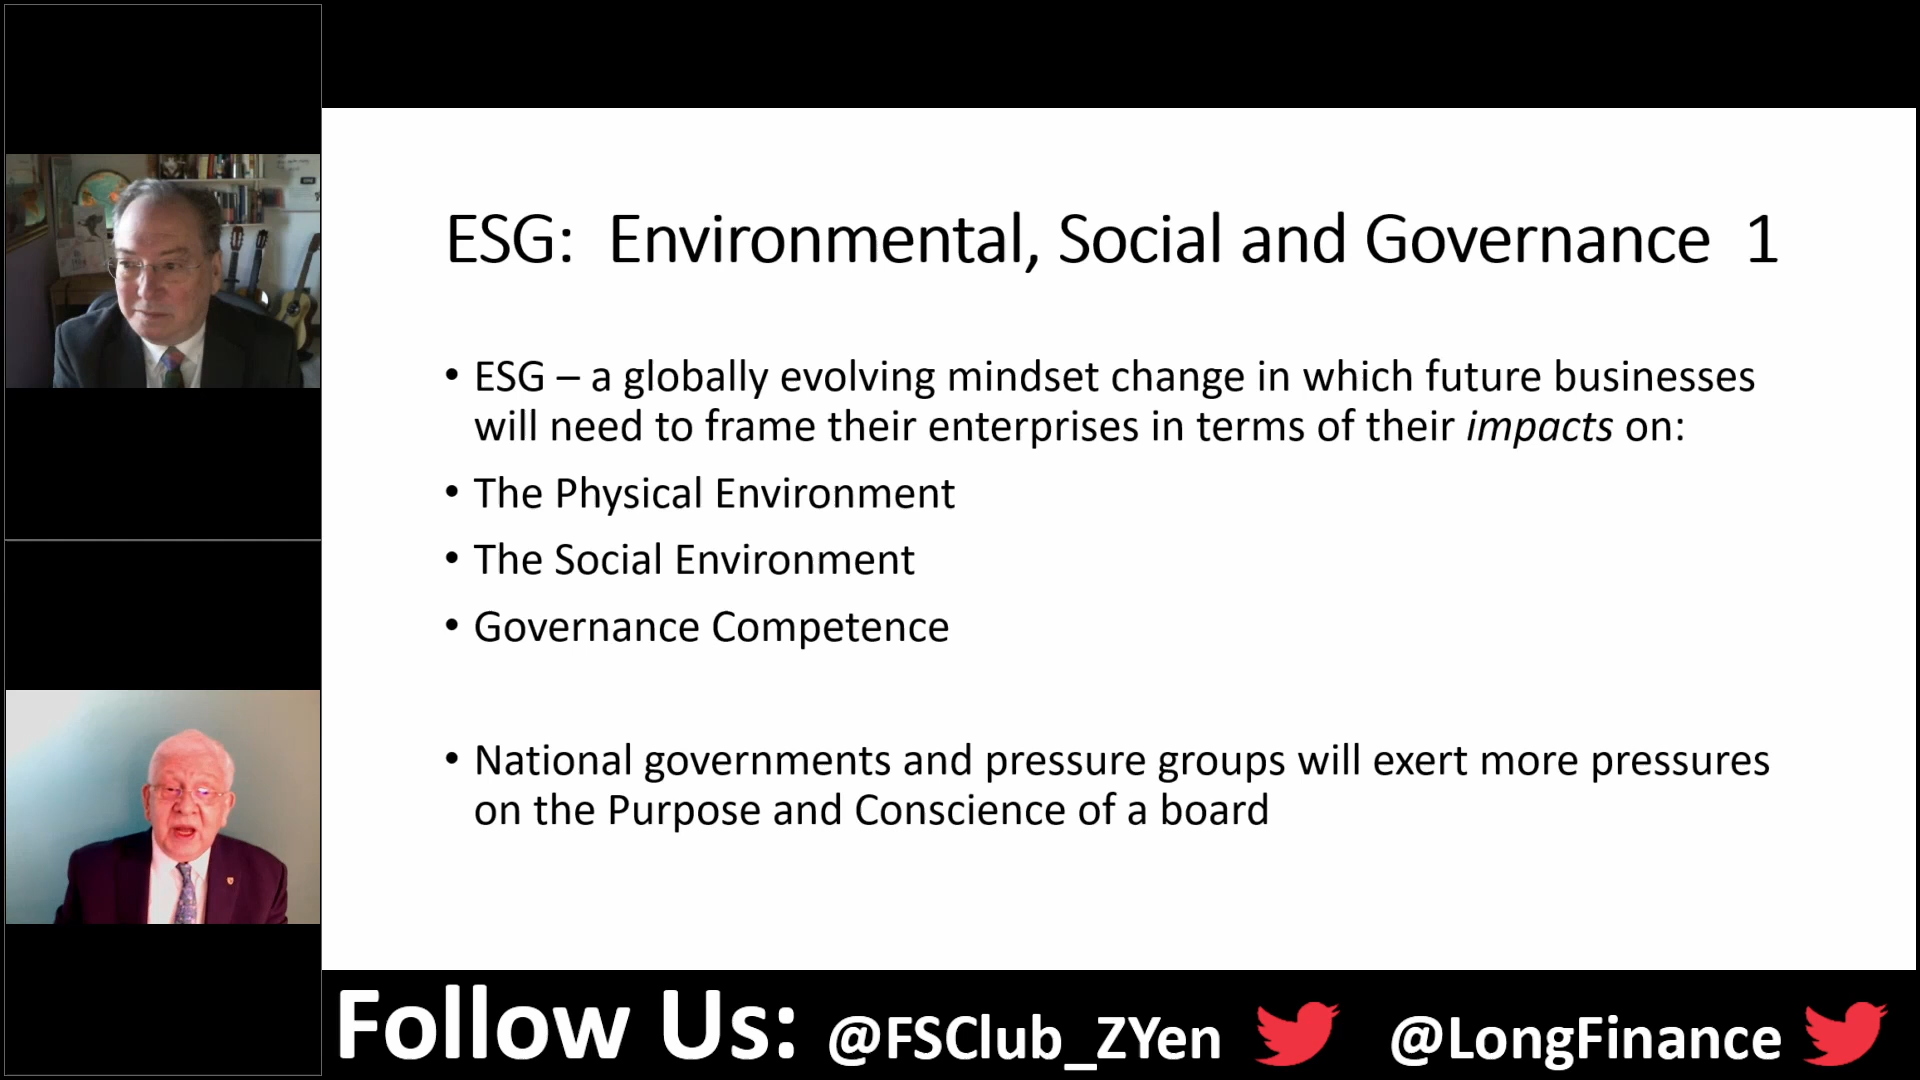 ESG:  Environmental, Social and Governance  1
• ESG – a globally evolving mindset change in which future businesses
will need to frame their enterprises in terms of their impacts on:
• The Physical Environment
• The Social Environment
• Governance Competence
• National governments and pressure groups will exert more pressures
on the Purpose and Conscience of a board
Follow Us: @FSClub_ZYen @LongFinance